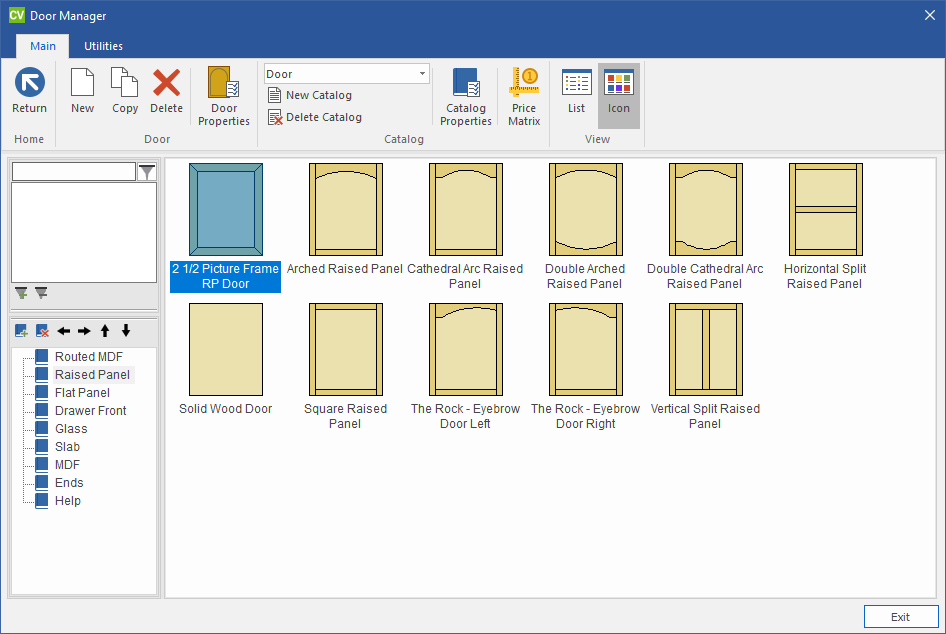 CV Door Manager
Main Utilities
Return
New
Copy
Delete
Door
Properties
Door
New Catalog
Delete Catalog
Catalog
Properties
1
Price
Matrix
List
Icon
Home
Door
Catalog
View
2 1/2 Picture Frame
RP Door
Arched Raised Panel
Cathedral Arc Raised
Panel
Double Arched
Raised Panel
Double Cathedral Arc
Raised Panel
Horizontal Split
Raised Panel
Solid Wood Door
Square Raised
Panel
The Rock - Eyebrow
Door Left
The Rock - Eyebrow
Door Right
Vertical Split Raised
Panel
Routed MDF
Raised Panel
Flat Panel
Drawer Front
Glass
Slab
MDF
Ends
Help
Exit